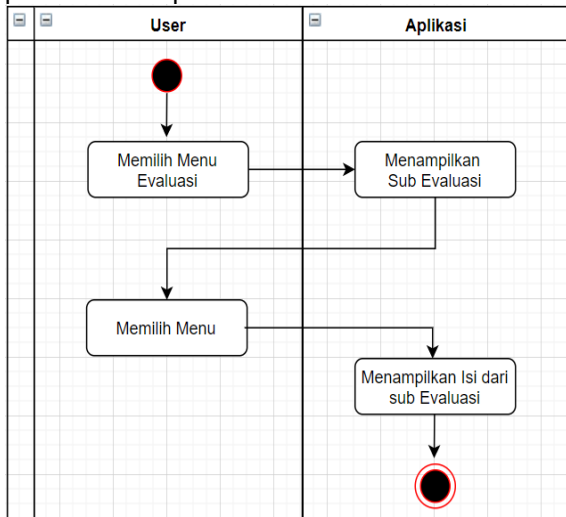 User
Aplikasi
Memilih Menu
Evaluasi
Menampilkan
Sub Evaluasi
Memilih Menu
Menampilkan Isi dari
sub Evaluasi